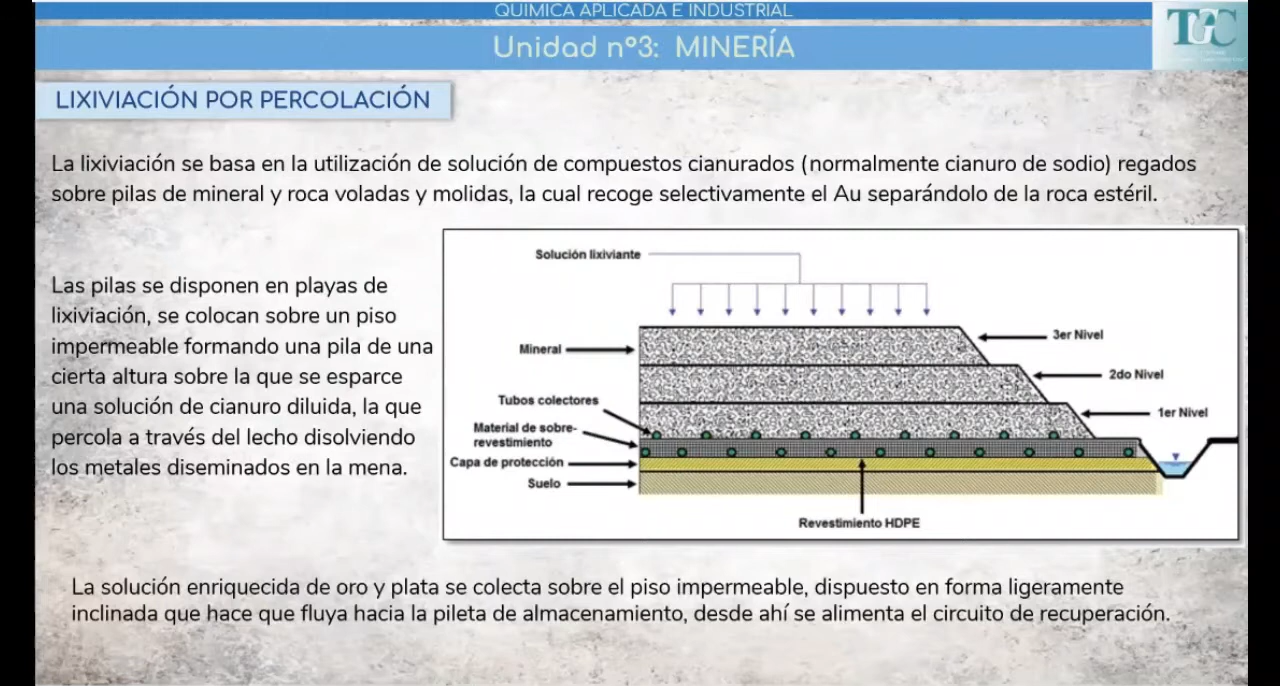 QUIMICA APLICADA E INDUSTRIAL
Unidad nº3: MINERÍA
TGC
LIXIVIACIÓN POR PERCOLACIÓN
La lixiviación se basa en la utilización de solución de compuestos cianurados (normalmente cianuro de sodio) regados
sobre pilas de mineral y roca voladas y molidas, la cual recoge selectivamente el Au separándolo de la roca estéril.
Las pilas se disponen en playas de
lixiviación, se colocan sobre un piso
impermeable formando una pila de una
cierta altura sobre la que se esparce
una solución de cianuro diluida, la que
percola a través del lecho disolviendo
los metales diseminados en la mena.
Solución lixiviante
Mineral
Tubos colectores
Material de sobre-
revestimiento
Capa de protección
Suelo
3er Nivel
2do Nivel
1er Nivel
Revestimiento HDPE
La solución enriquecida de oro y plata se colecta sobre el piso impermeable, dispuesto en forma ligeramente
inclinada que hace que fluya hacia la pileta de almacenamiento, desde ahí se alimenta el circuito de recuperación.